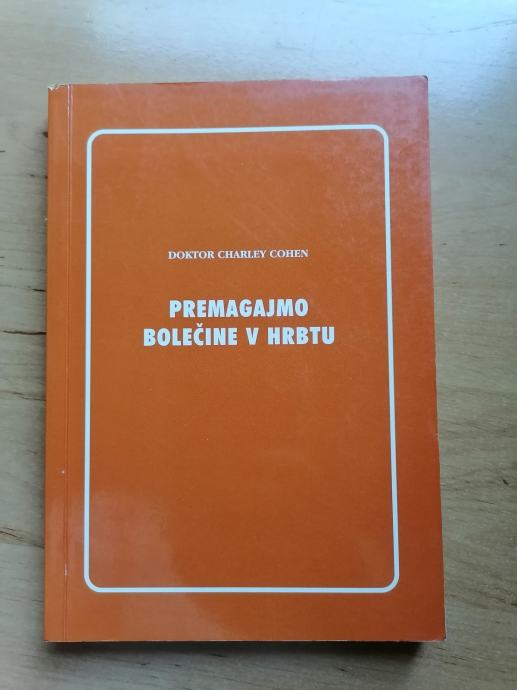 DOKTOR CHARLEY COHEN
PREMAGAJMO
BOLEČINE V HRBTU